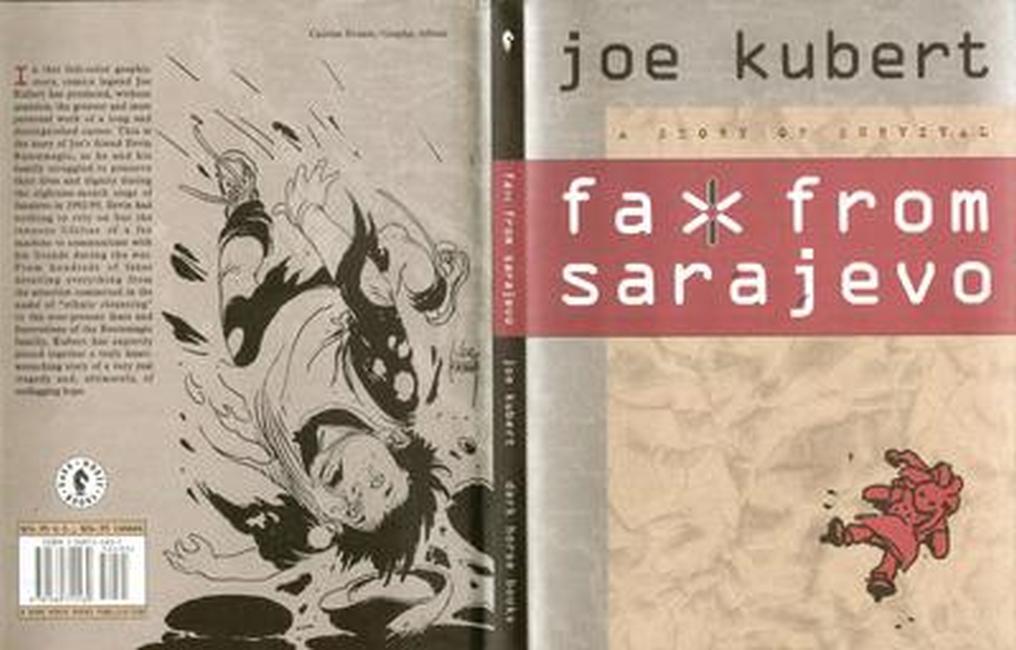 In this full-color graphic
story, comics legend Joe
Kubert has produced, without
question, the greatest and most
personal work of a long and
distinguished career. This is
the story of Joe's friend Ervin
Rustemagic, as he and his
family struggled to preserve
their lives and dignity during
the eighteen-month siege of
Sarajevo in 1992-93. Ervin had
nothing to rely on but the
tenuous lifeline of a fax
machine to communicate with
his friends during the war.
From hundreds of faxes
detailing everything from
the atrocities committed in the
name of "ethnic cleansing"
to the ever-present fears and
frustrations of the Rustemagic
family, Kubert has expertly
pieced together a truly heart-
wrenching story of a very real
tragedy and, ultimately, of
unflagging hope.
DARK HORSE
BOOKS
fax from sarajevo
joe kubert
dark horse books
joe kubert
A STORY OF SURVIVAL
fax from
sarajevo